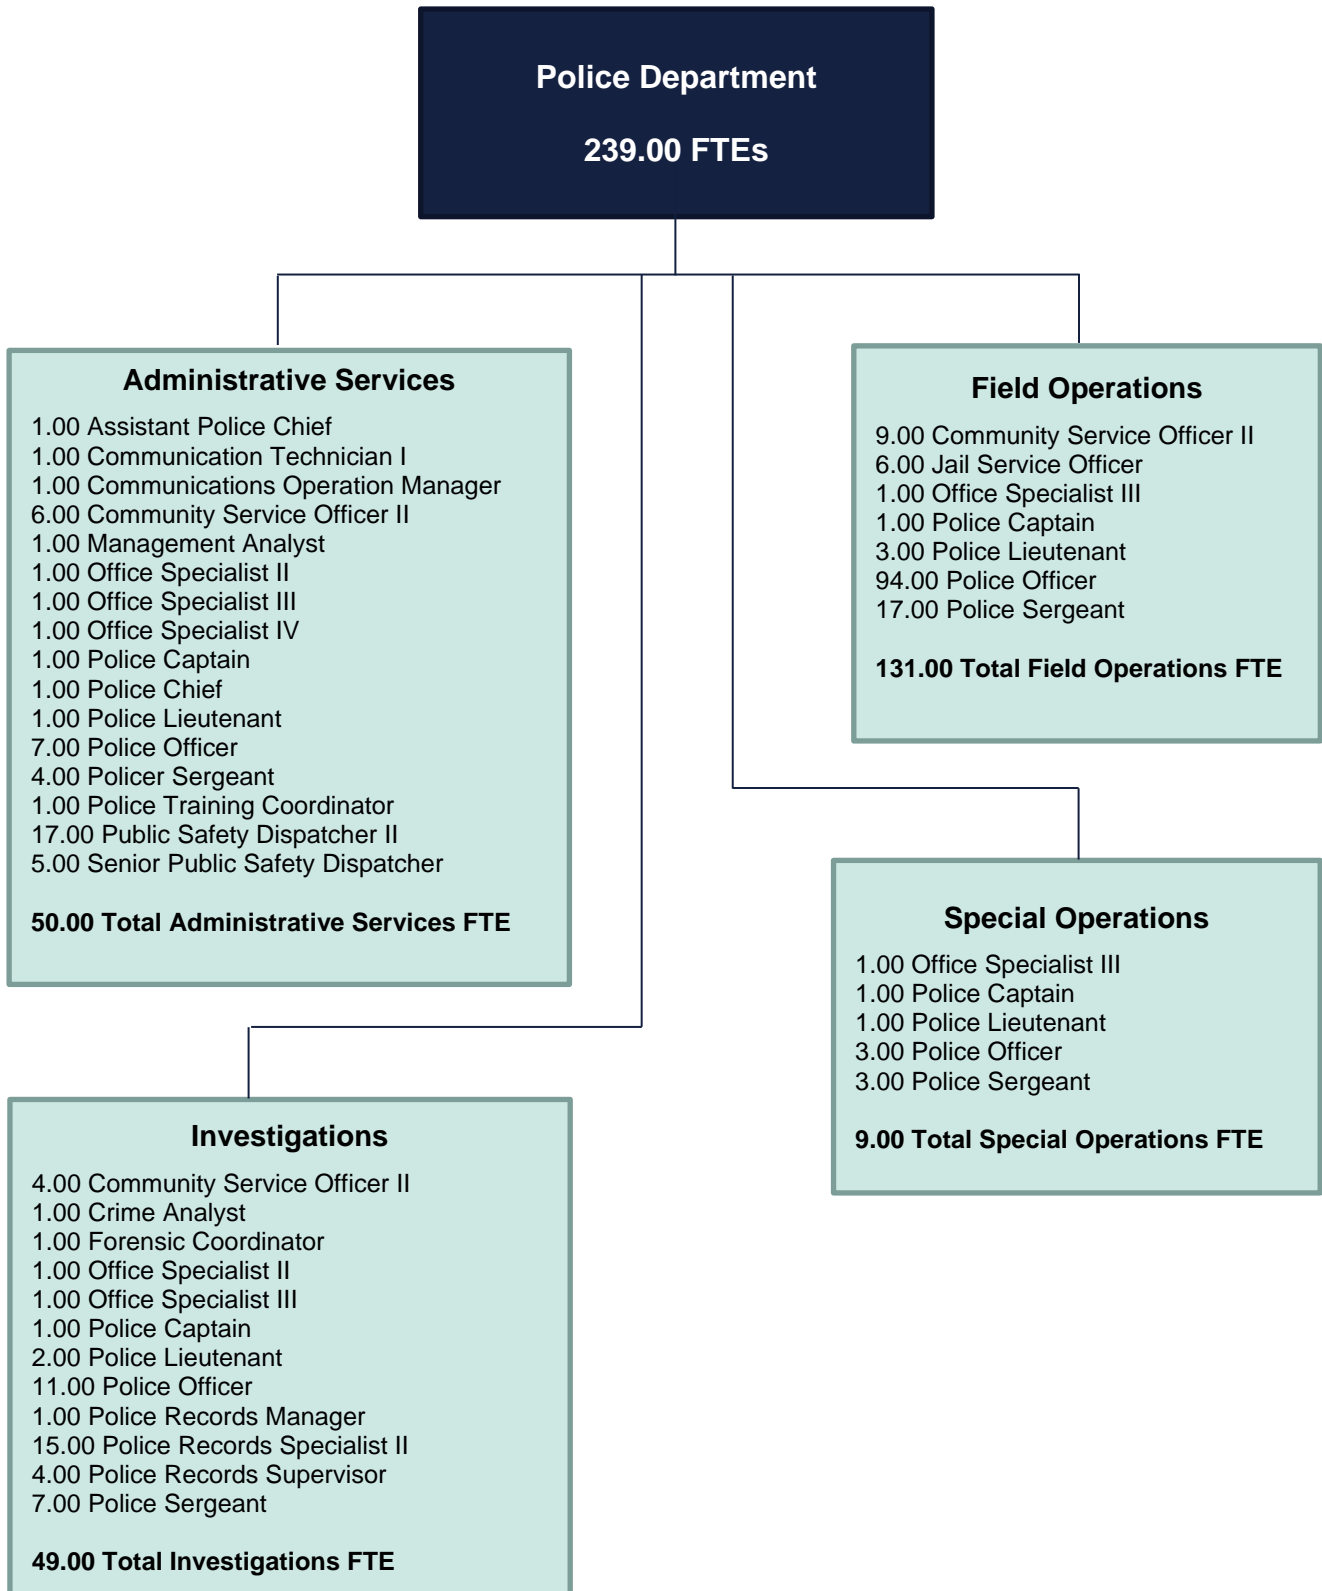 Police Department
239.00 FTEs
Administrative Services
1.00 Assistant Police Chief
1.00 Communication Technician I
1.00 Communications Operation Manager
6.00 Community Service Officer II
1.00 Management Analyst
1.00 Office Specialist II
1.00 Office Specialist III
1.00 Office Specialist IV
1.00 Police Captain
1.00 Police Chief
1.00 Police Lieutenant
7.00 Police Officer
4.00 Policer Sergeant
1.00 Police Training Coordinator
17.00 Public Safety Dispatcher II
5.00 Senior Public Safety Dispatcher
50.00 Total Administrative Services FTE
Field Operations
9.00 Community Service Officer II
6.00 Jail Service Officer
1.00 Office Specialist III
1.00 Police Captain
3.00 Police Lieutenant
94.00 Police Officer
17.00 Police Sergeant
131.00 Total Field Operations FTE
Special Operations
1.00 Office Specialist III
1.00 Police Captain
1.00 Police Lieutenant
3.00 Police Officer
3.00 Police Sergeant
9.00 Total Special Operations FTE
Investigations
4.00 Community Service Officer II
1.00 Crime Analyst
1.00 Forensic Coordinator
1.00 Office Specialist II
1.00 Office Specialist III
1.00 Police Captain
2.00 Police Lieutenant
11.00 Police Officer
1.00 Police Records Manager
15.00 Police Records Specialist II
4.00 Police Records Supervisor
7.00 Police Sergeant
49.00 Total Investigations FTE